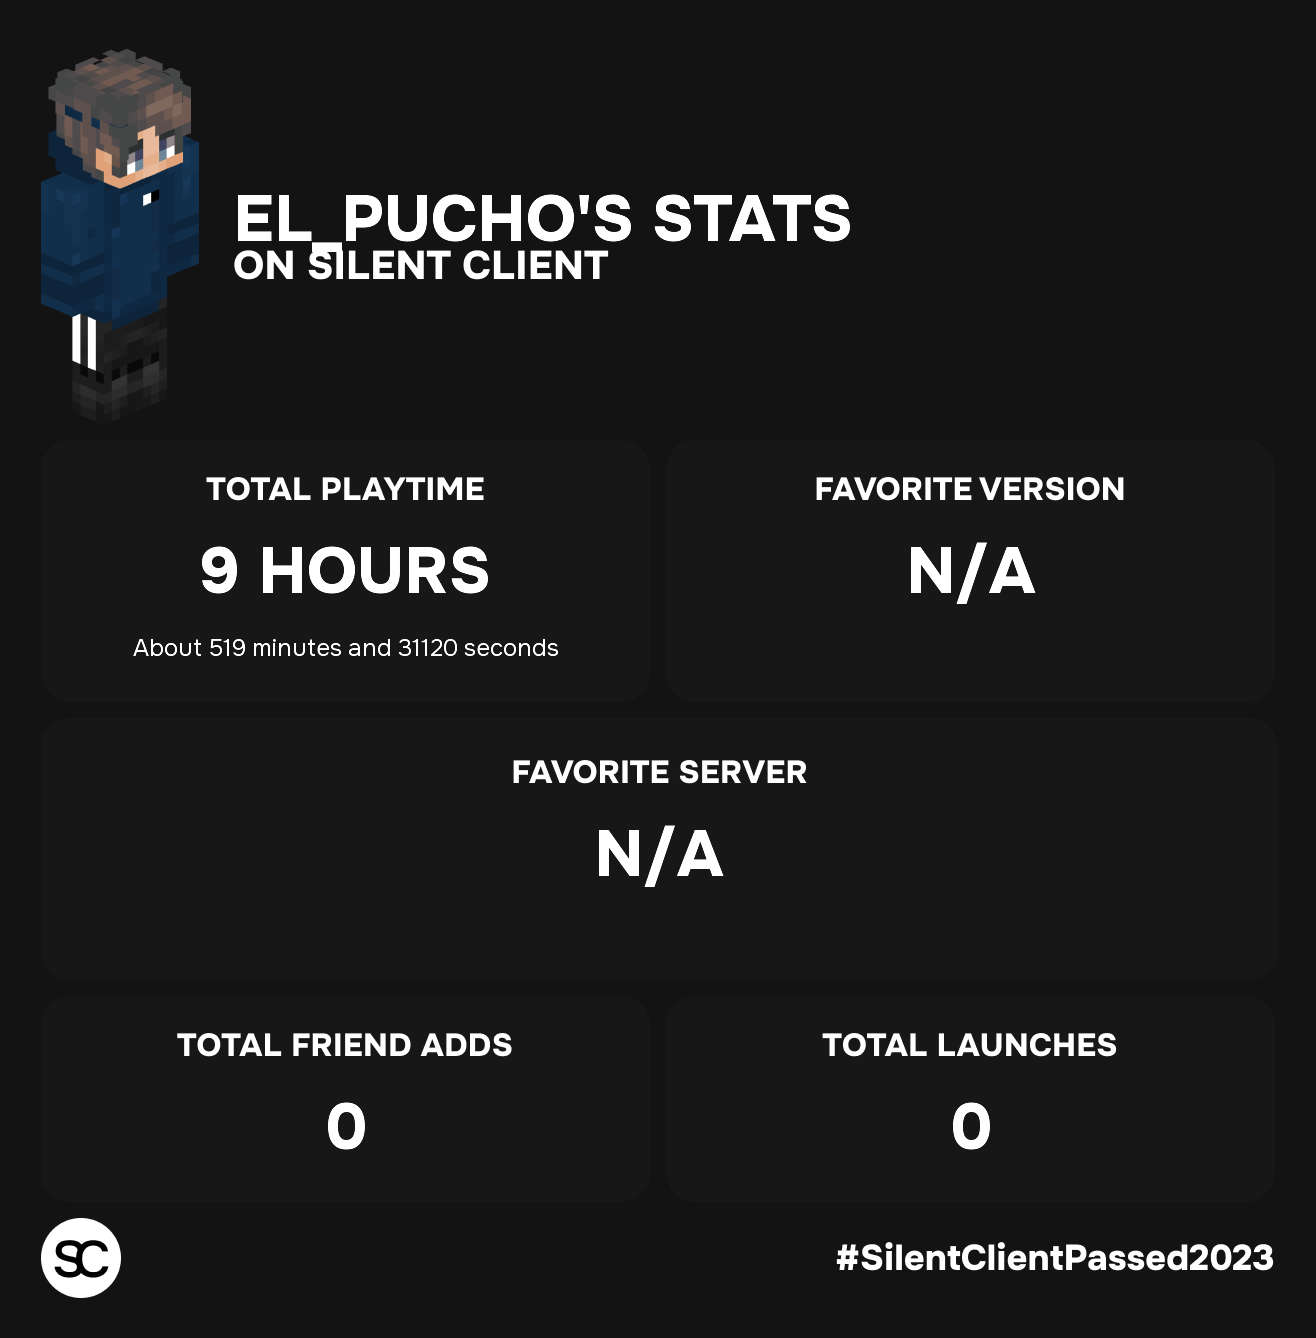 EL_PUCHO'S STATS
ON SILENT CLIENT
TOTAL PLAYTIME
9 HOURS
About 519 minutes and 31120 seconds
FAVORITE VERSION
N/A
FAVORITE SERVER
N/A
TOTAL FRIEND ADDS
0
TOTAL LAUNCHES
0
SC
#SilentClientPassed2023